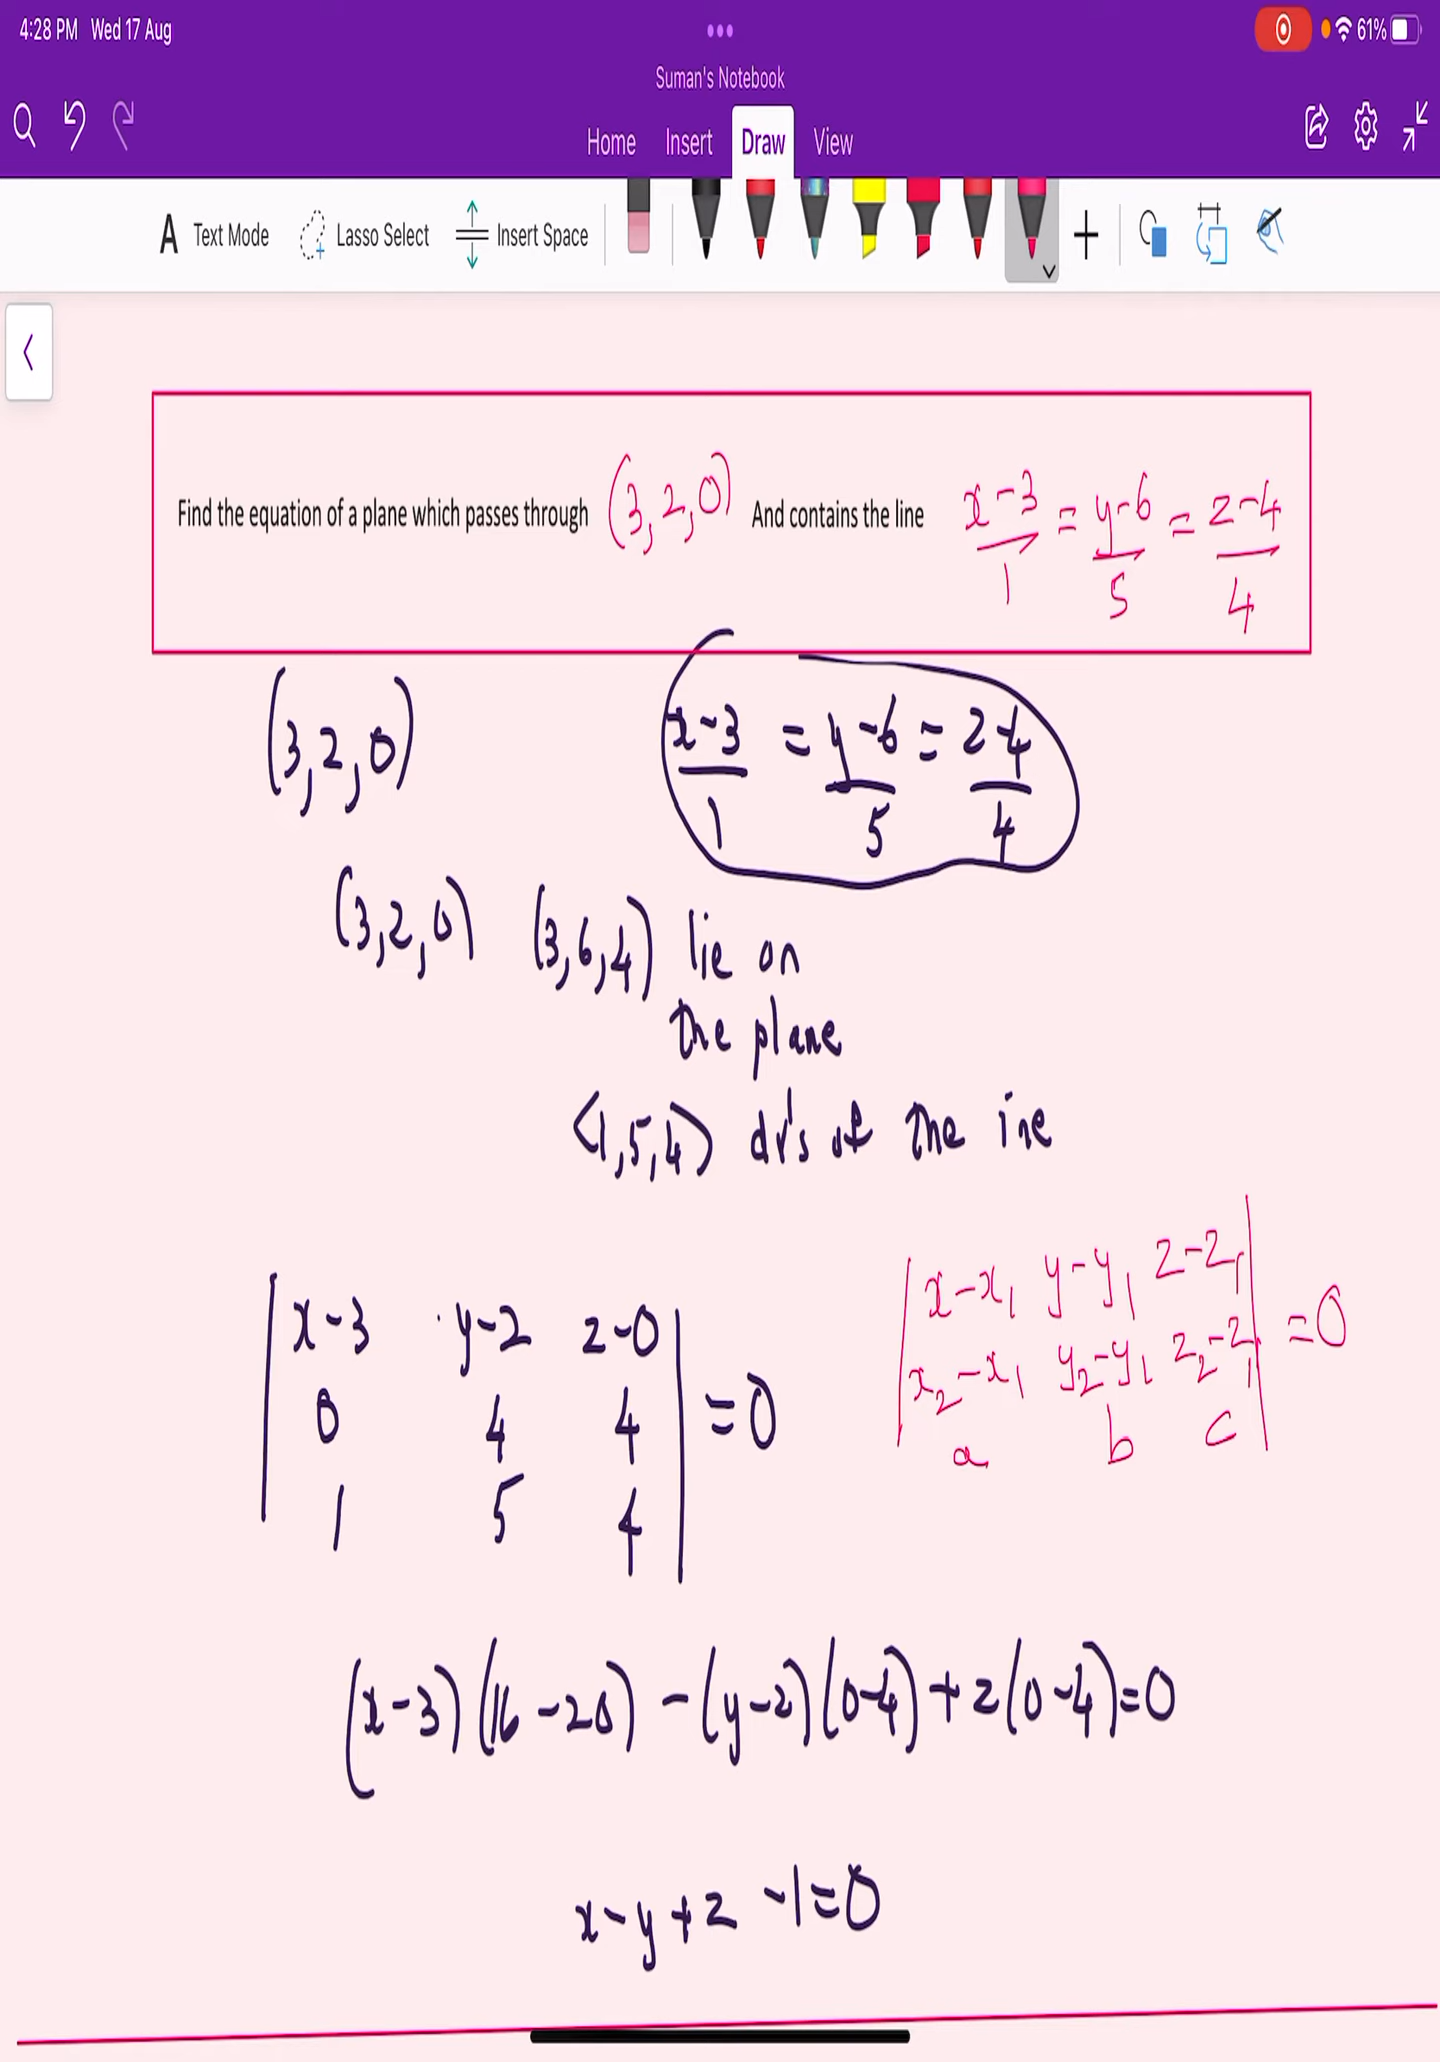 4:28 PM Wed 17 Aug
61%
Suman's Notebook
Home Insert Draw View
A Text Mode Lasso Select Insert Space
Find the equation of a plane which passes through (3,2,0) And contains the line x-3/1 = y-6/5 = z-4/4
(3,2,0) x-3/1 = y-6/5 = z-4/4
(3,2,0) (3,6,4) lie on
the plane
<1,5,4> dr's of the ine
| x-3 y-2 z-0 |
| 0 4 4 | = 0
| 1 5 4 |
| x-x₁ y-y₁ z-z₁ |
| x₂-x₁ y₂-y₁ z₂-z₁ | = 0
| a b c |
(x-3)(16-20) - (y-2)(0-4) + z(0-4) = 0
x-y+z-1=0